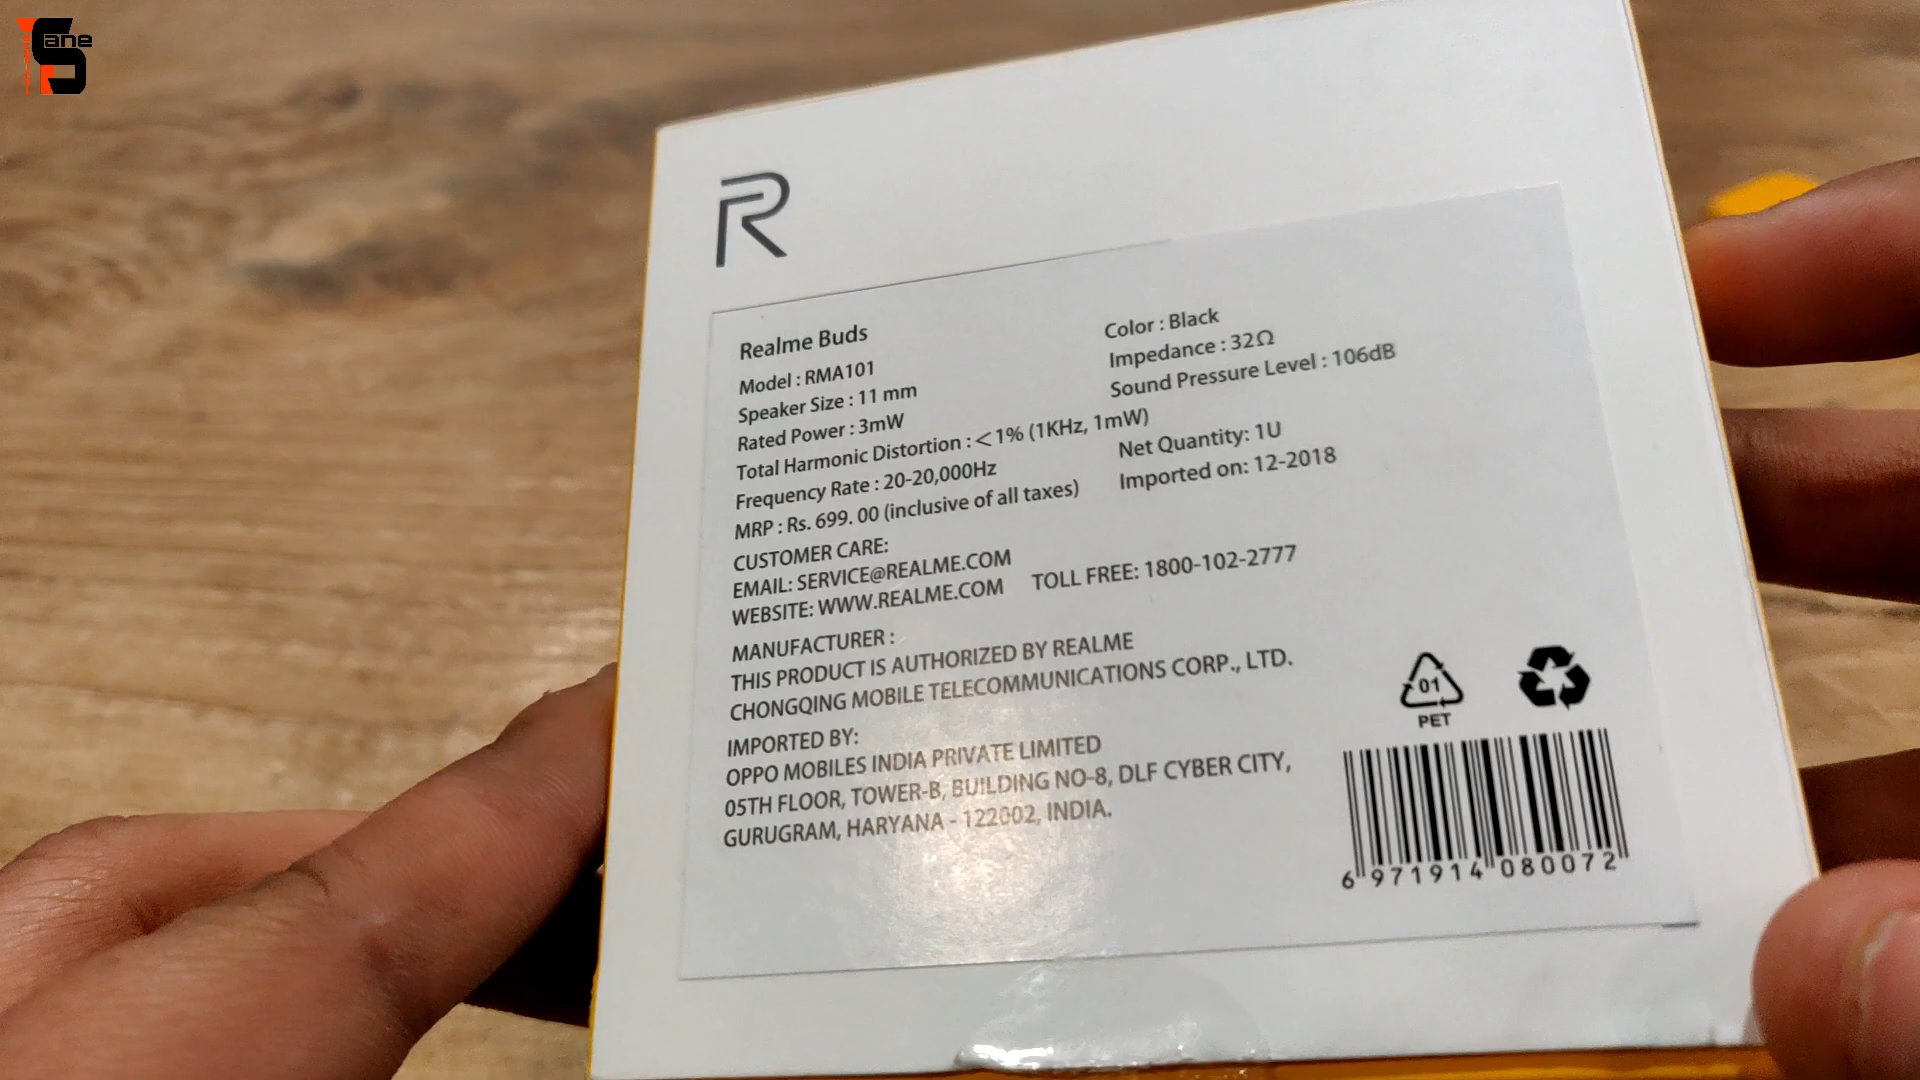 ane
R
Realme Buds
Model : RMA101
Color : Black
Speaker Size : 11 mm
Impedance : 32Ω
Rated Power : 3mW
Sound Pressure Level : 106dB
Total Harmonic Distortion : <1% (1KHz, 1mW)
Frequency Rate : 20-20,000Hz
Net Quantity: 1U
MRP : Rs. 699. 00 (inclusive of all taxes)
Imported on: 12-2018
CUSTOMER CARE:
EMAIL: SERVICE@REALME.COM
WEBSITE: WWW.REALME.COM TOLL FREE: 1800-102-2777
MANUFACTURER :
THIS PRODUCT IS AUTHORIZED BY REALME
CHONGQING MOBILE TELECOMMUNICATIONS CORP., LTD.
IMPORTED BY:
OPPO MOBILES INDIA PRIVATE LIMITED
05TH FLOOR, TOWER-B, BUILDING NO-8, DLF CYBER CITY,
GURUGRAM, HARYANA - 122002, INDIA.
01
PET
6 971914 080072